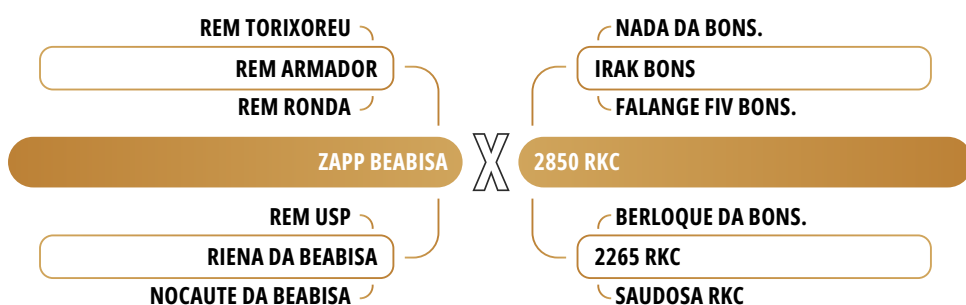 REM TORIXOREU
REM ARMADOR
REM RONDA
ZAPP BEABISA
REM USP
RIENA DA BEABISA
NOCAUTE DA BEABISA
X
NADA DA BONS.
IRAK BONS
FALANGE FIV BONS.
2850 RKC
BERLOQUE DA BONS.
2265 RKC
SAUDOSA RKC